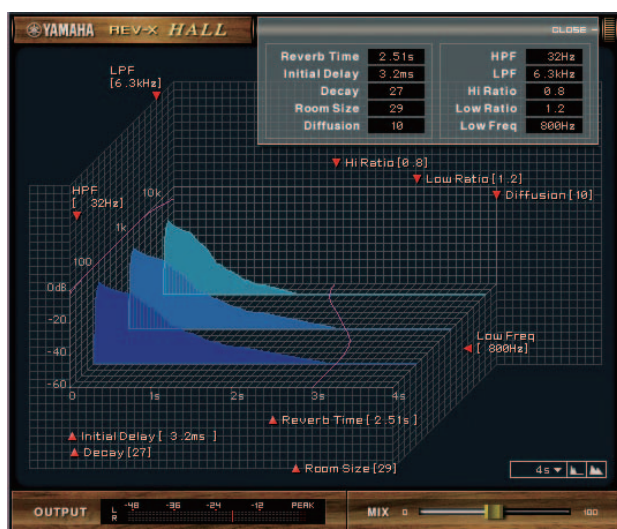 YAMAHA REV-X HALL
CLOSE
Reverb Time 2.51s
Initial Delay 3.2ms
Decay 27
Room Size 29
Diffusion 10
HPF 32Hz
LPF 6.3kHz
Hi Ratio 0.8
Low Ratio 1.2
Low Freq 800Hz
LPF
[6.3kHz]
Hi Ratio [0.8]
Low Ratio [1.2]
Diffusion [10]
HPF
[ 32Hz]
10k
1k
100
0dB
-20
-40
-60
0 1s 2s 3s 4s
Low Freq
[ 800Hz]
Reverb Time [2.51s]
Initial Delay [ 3.2ms ]
Decay [27]
Room Size [29]
4s
OUTPUT
L
R
-48 -36 -24 -12 PEAK
MIX 0 100